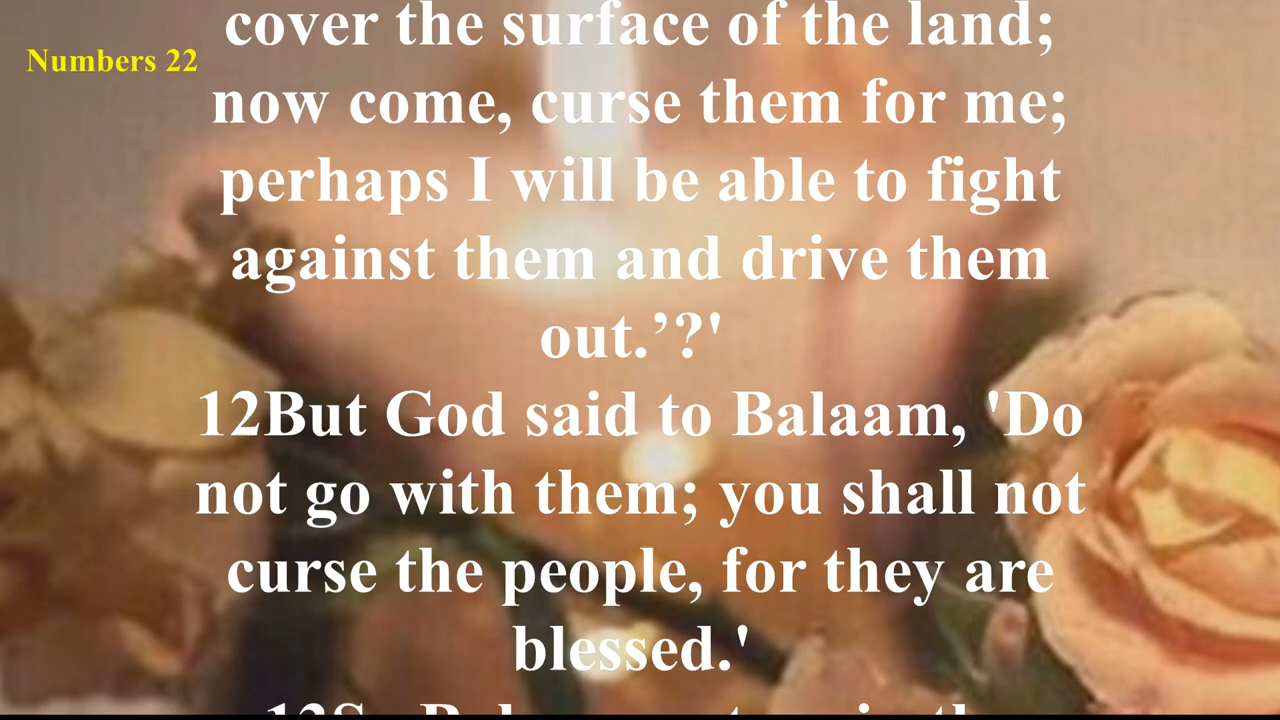 cover the surface of the land;
Numbers 22
now come, curse them for me;
perhaps I will be able to fight
against them and drive them
out.’?'
12But God said to Balaam, 'Do
not go with them; you shall not
curse the people, for they are
blessed.'